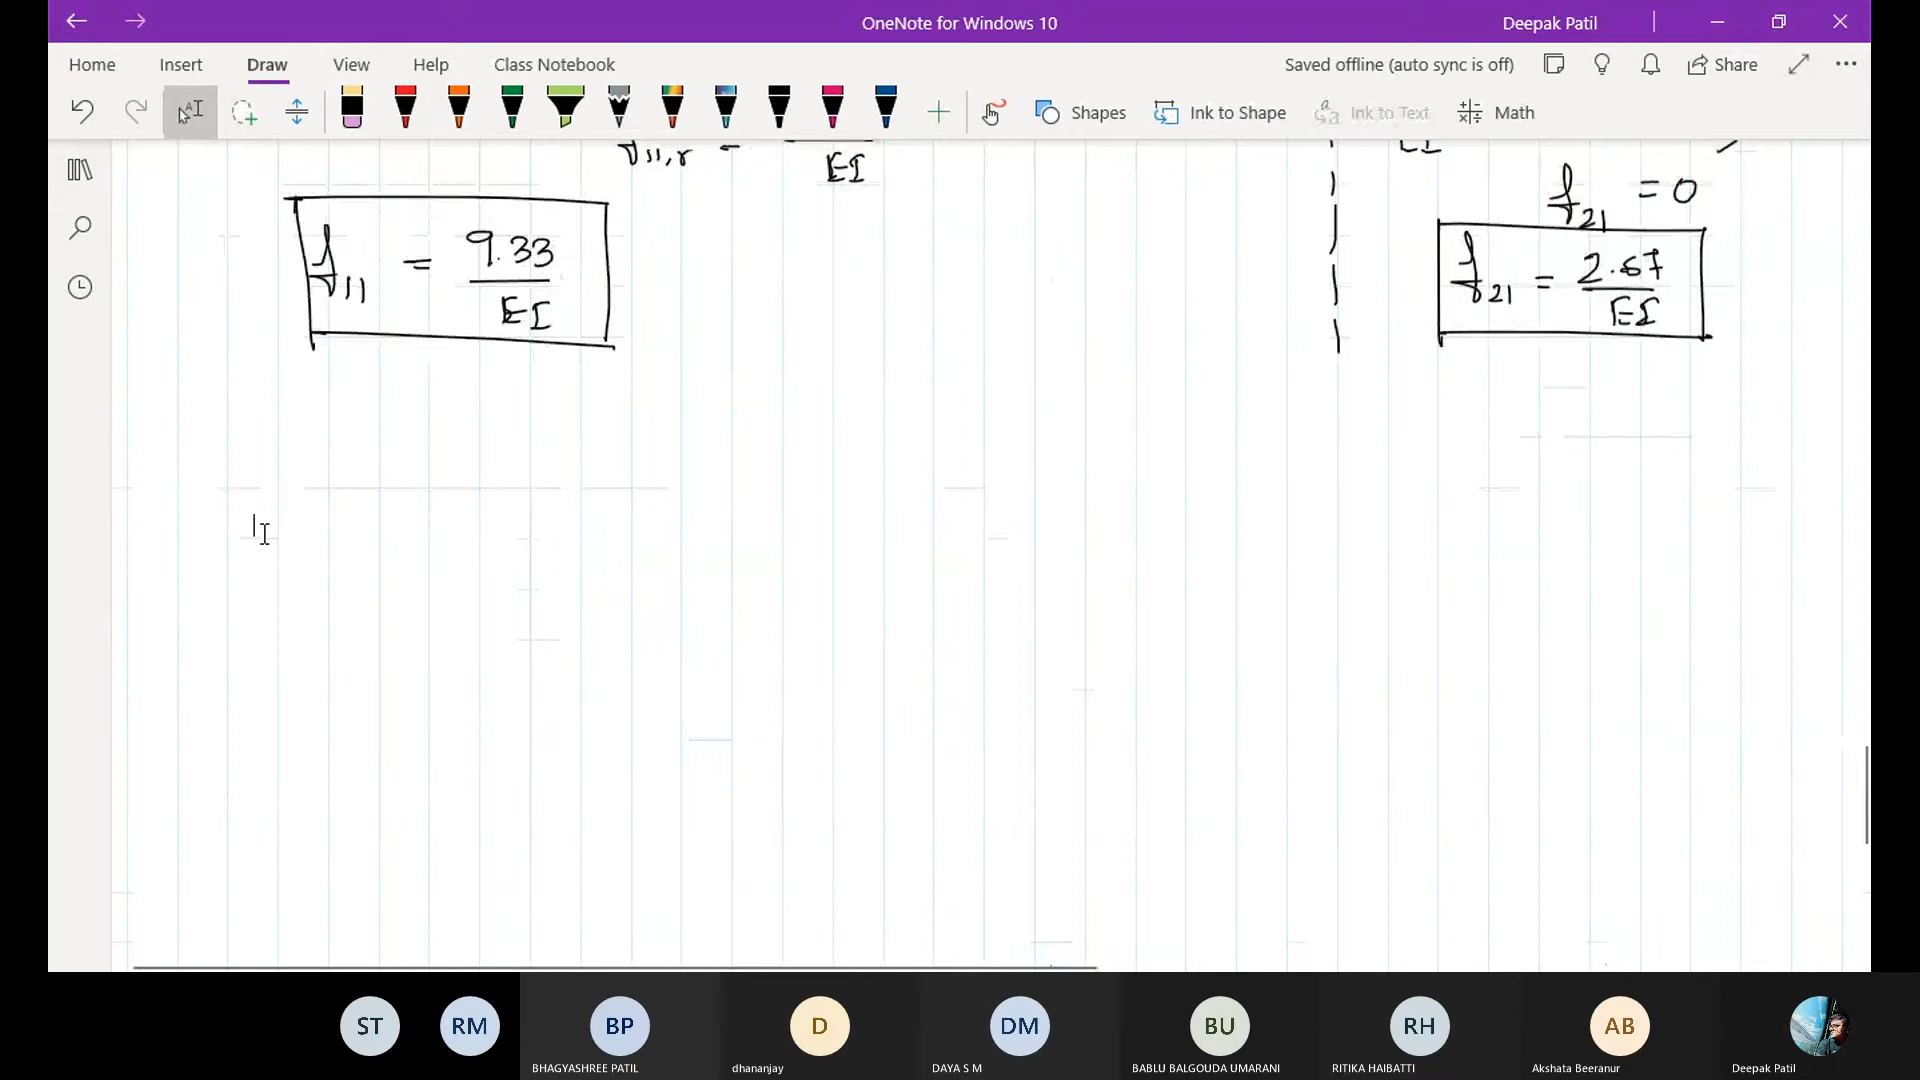 OneNote for Windows 10
Deepak Patil
Home Insert Draw View Help Class Notebook
Saved offline (auto sync is off) Share
Shapes Ink to Shape Ink to Text Math
f11,r = EI
f21 = 0
f11 = 9.33 / EI
f21 = 2.67 / EI
ST RM BP D DM BU RH AB
BHAGYASHREE PATIL dhananjay DAYA S M BABLU BALGOUDA UMARANI RITIKA HAIBATTI Akshata Beeranur Deepak Patil